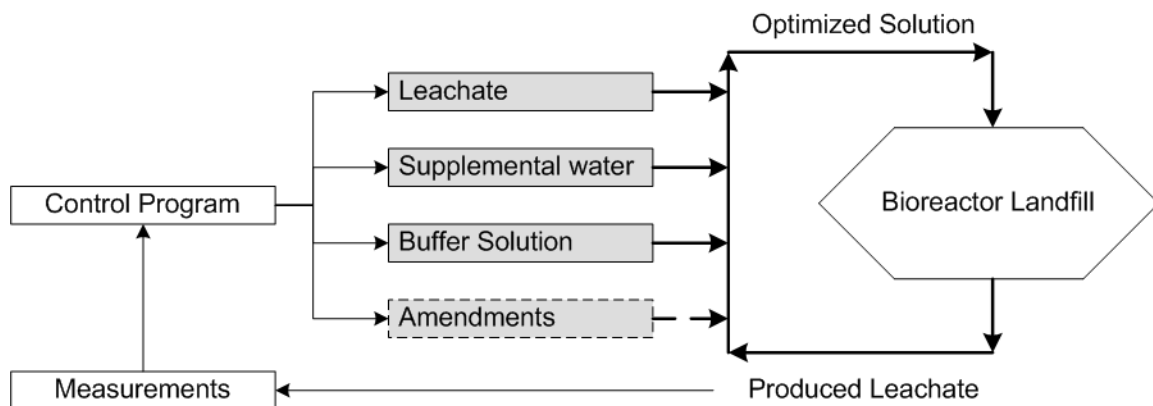 Optimized Solution
Leachate
Supplemental water
Control Program
Bioreactor Landfill
Buffer Solution
Amendments
Measurements
Produced Leachate